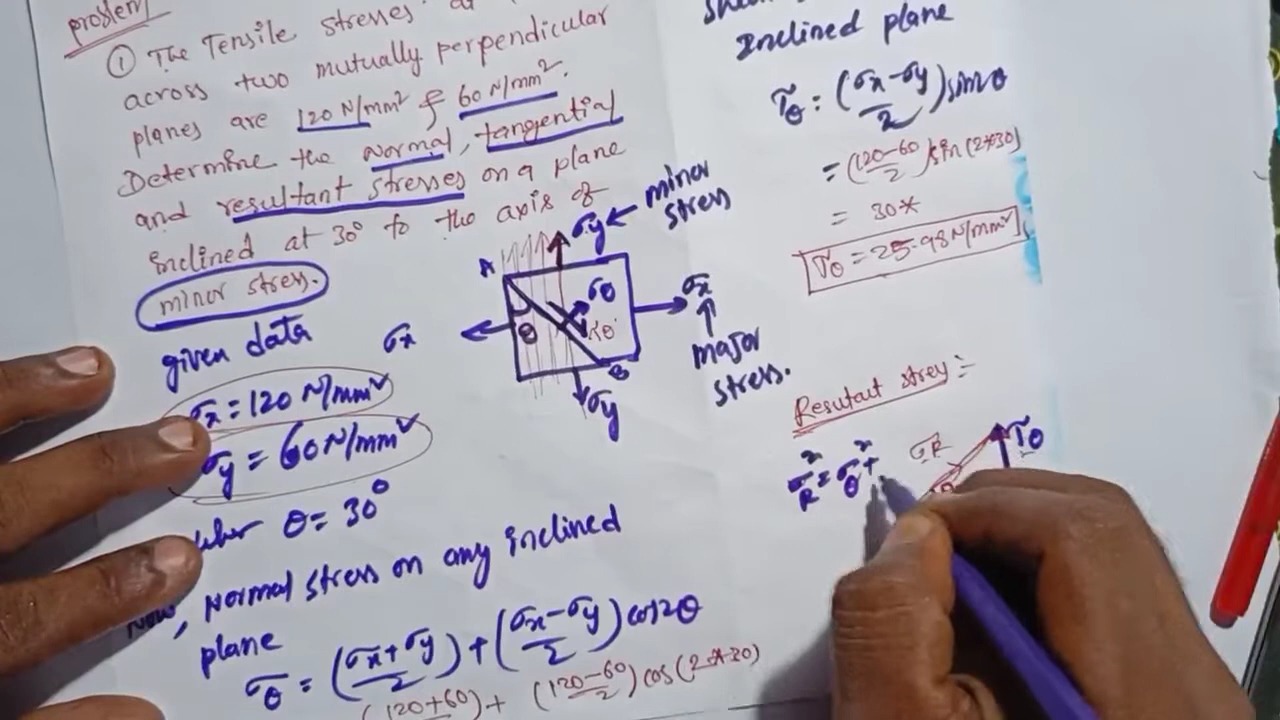 problem
① The Tensile stresses at
across two mutually perpendicular
planes are 120 N/mm² & 60 N/mm².
Determine the Normal, tangential
and resultant stresses on a plane
inclined at 30° to the axis of
minor stress.
given data
σx = 120 N/mm²
σy = 60 N/mm²
θ = 30°
Now, Normal stress on any inclined
plane
σθ = (σx+σy/2) + (σx-σy/2) cos2θ
(120+60) + (120-60/2) cos(2*30)
σy ← minor
stress
A
σθ
σx
σx
θ
τθ
B
σy
major
stress.
Inclined plane
τθ = (σx-σy/2) sin2θ
= (120-60/2) sin(2*30)
= 30*
τθ = 25.98 N/mm²
σR
τθ
σR² = σθ² +